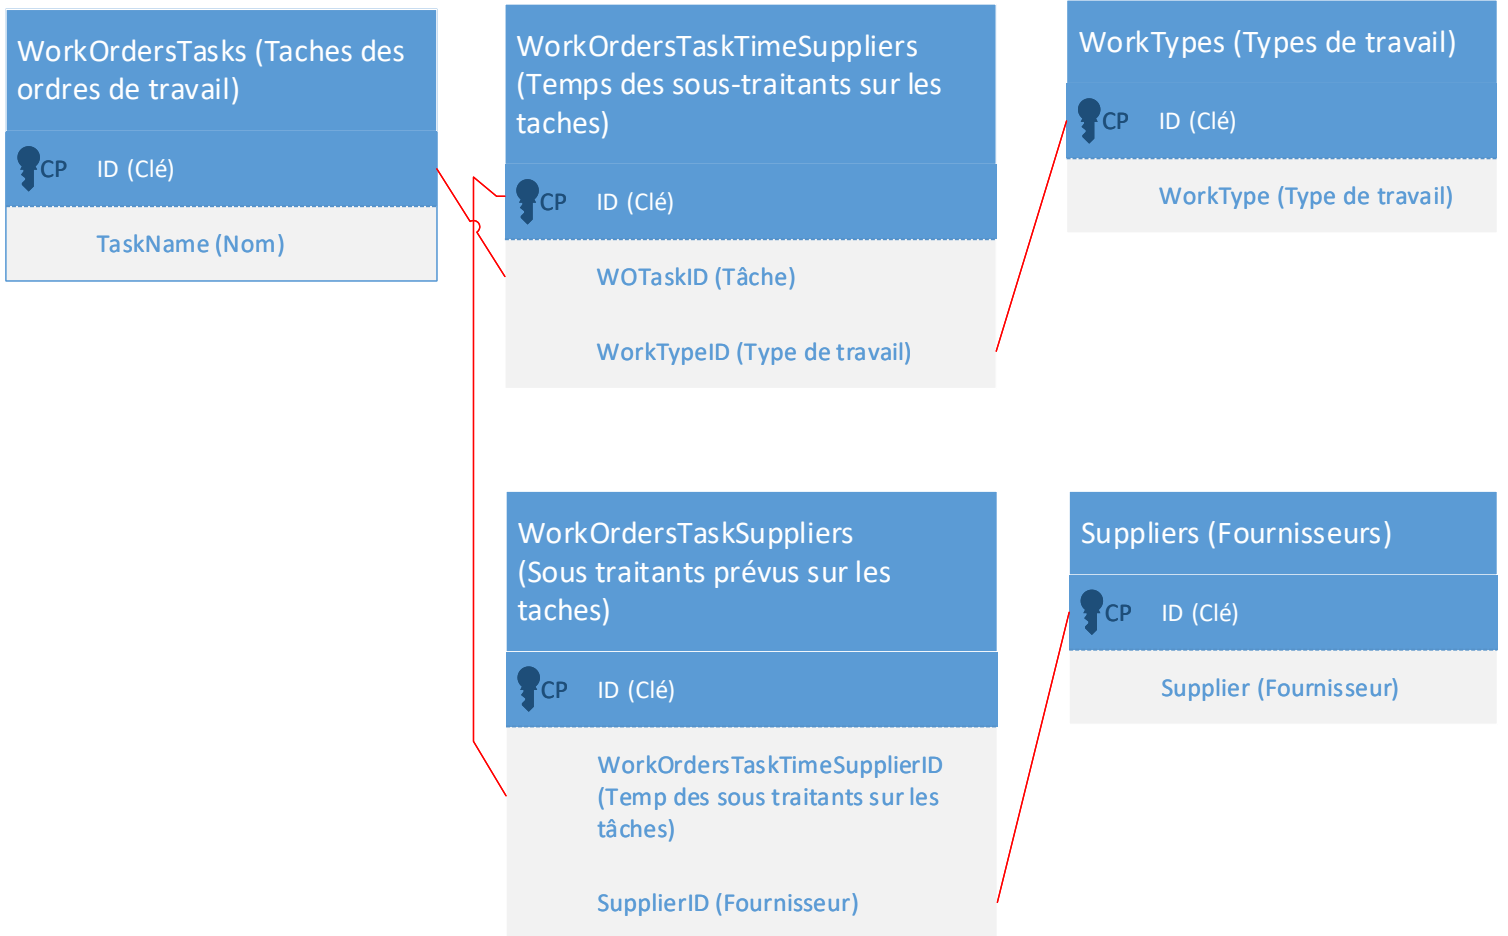 WorkOrdersTasks (Taches des
ordres de travail)
CP ID (Clé)
TaskName (Nom)
WorkOrdersTaskTimeSuppliers
(Temps des sous-traitants sur les
taches)
CP ID (Clé)
WOTaskID (Tâche)
WorkTypeID (Type de travail)
WorkTypes (Types de travail)
CP ID (Clé)
WorkType (Type de travail)
WorkOrdersTaskSuppliers
(Sous traitants prévus sur les
taches)
CP ID (Clé)
WorkOrdersTaskTimeSupplierID
(Temp des sous traitants sur les
tâches)
SupplierID (Fournisseur)
Suppliers (Fournisseurs)
CP ID (Clé)
Supplier (Fournisseur)